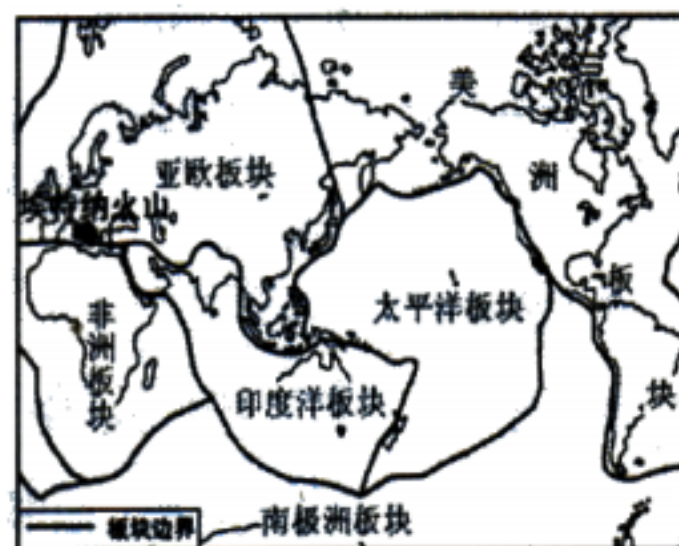 美
洲
板
块
亚欧板块
埃特纳火山
太平洋板块
非洲板块
印度洋板块
南极洲板块
板块边界